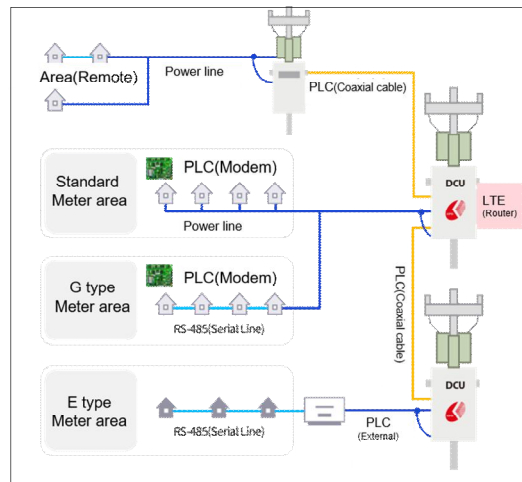 Area(Remote)
Power line
PLC(Coaxial cable)
Standard
Meter area
PLC(Modem)
Power line
DCU
LTE
(Router)
G type
Meter area
PLC(Modem)
RS-485(Serial Line)
PLC(Coaxial cable)
E type
Meter area
RS-485(Serial Line)
PLC
(External)
DCU